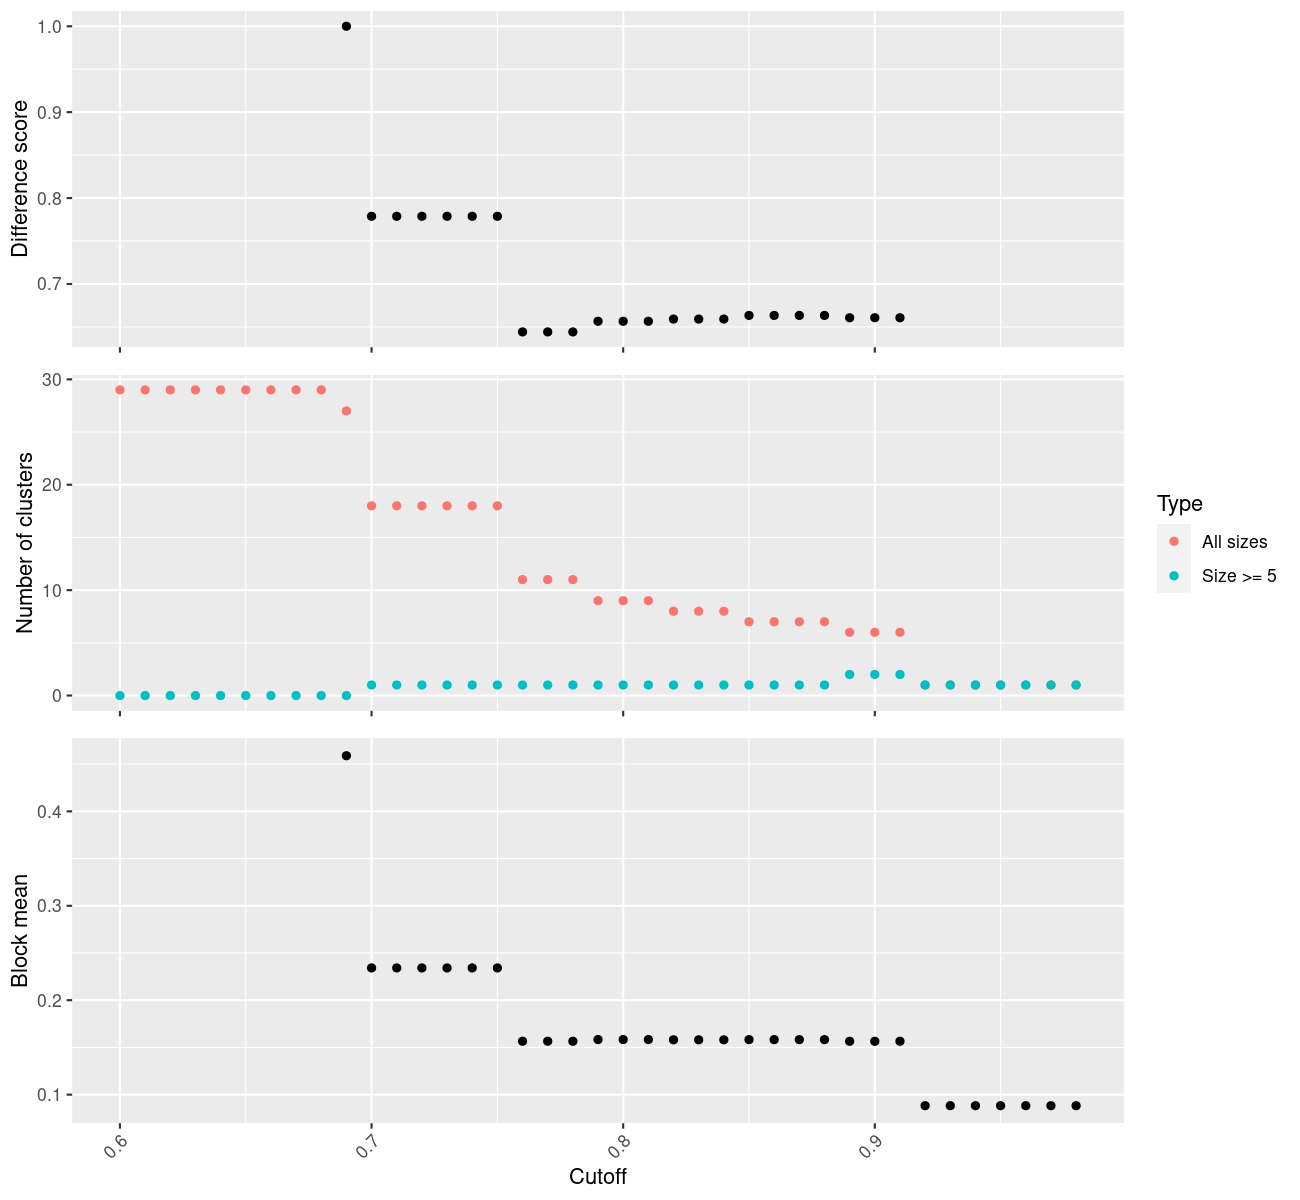 Difference score
1.0
0.9
0.8
0.7
Number of clusters
30
20
10
0
Type
All sizes
Size >= 5
Block mean
0.4
0.3
0.2
0.1
0.6
0.7
0.8
0.9
Cutoff